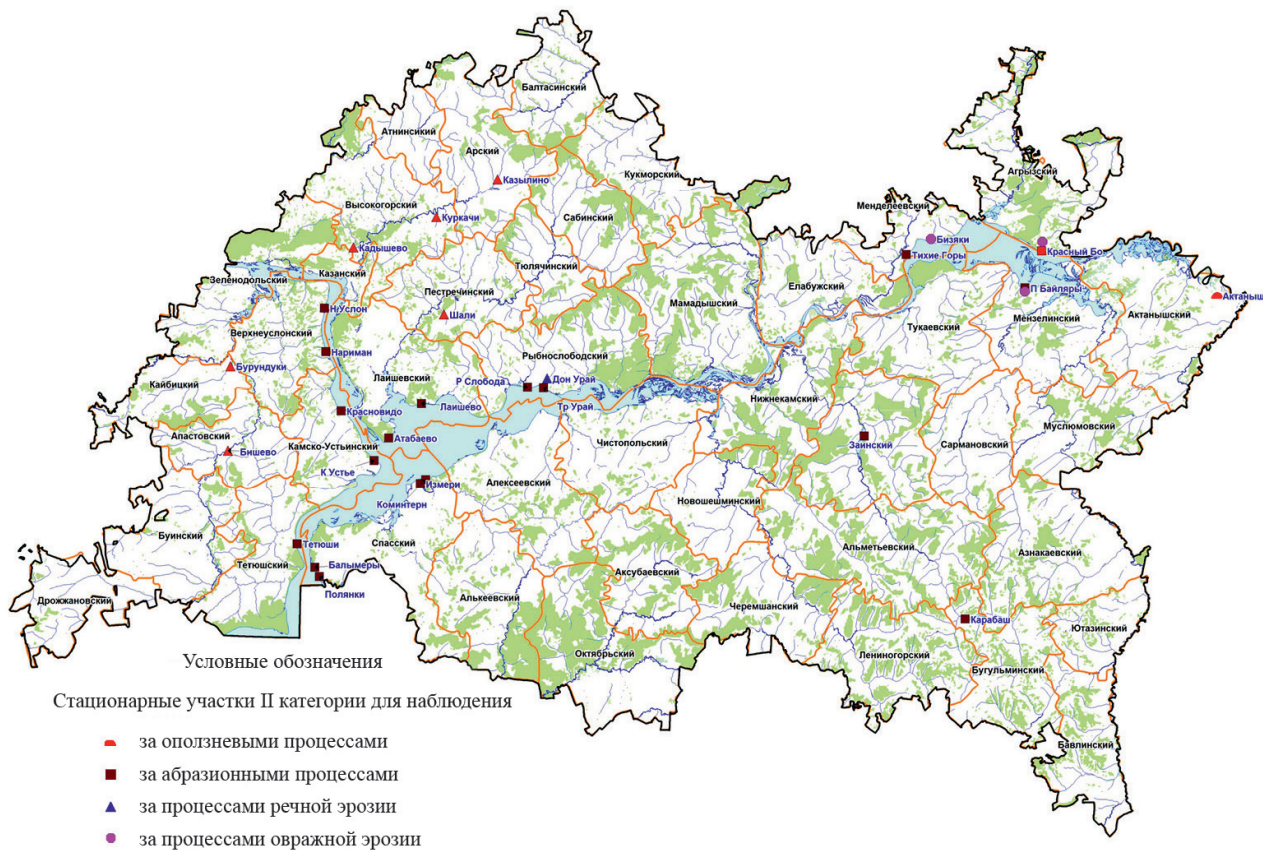 Балтасинский
Атнинсикий
Арский
Казылино
Кукморский
Агрызский
Высокогорский
Куркачи
Сабинский
Менделеевский
Бизяки
Кадышево
Тихие Горы
Красный Бо
Казанский
Зеленодольский
Тюлячинский
Елабужский
П Байляры
Актаныш
Пестречинский
Н Услон
Шали
Мамадышский
Мензелинский
Актанышский
Верхнеуслонский
Тукаевский
Нариман
Рыбнослободский
Бурундуки
Кайбицкий
Лаишевский
Р Слобода
Дон Урай
Лаишево
Тр Урай
Нижнекамский
Красновидо
Муслюмовский
Апастовский
Атабаево
Чистопольский
Заинский
Сармановский
Камско-Устьинский
Бишево
К Устье
Измери
Алексеевский
Новошешминский
Коминтерн
Буинский
Спасский
Тетюши
Альметьевский
Азнакаевский
Тетюшский
Балымеры
Аксубаевский
Полянки
Алькеевский
Дрожжановский
Черемшанский
Карабаш
Ютазинский
Октябрьский
Лениногорский
Бугульминский
Бавлинский
Условные обозначения
Стационарные участки II категории для наблюдения
за оползневыми процессами
за абразионными процессами
за процессами речной эрозии
за процессами овражной эрозии